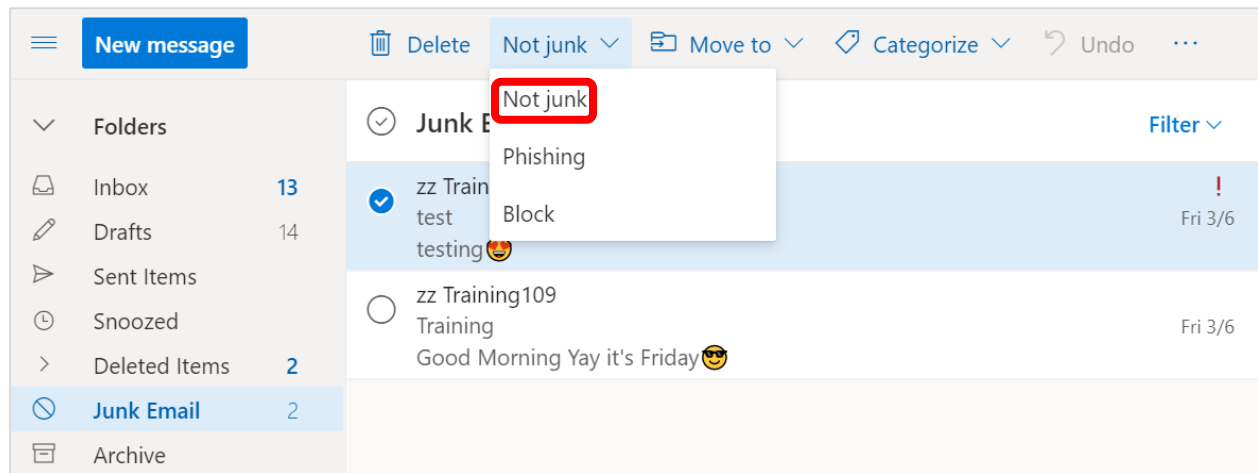 New message
Delete Not junk Move to Categorize Undo ...
Not junk
Phishing
Block
Folders
Inbox 13
Drafts 14
Sent Items
Snoozed
Deleted Items 2
Junk Email 2
Archive
Junk E
Filter
zz Train
!
test
Fri 3/6
testing😍
zz Training109
Training
Fri 3/6
Good Morning Yay it's Friday😎